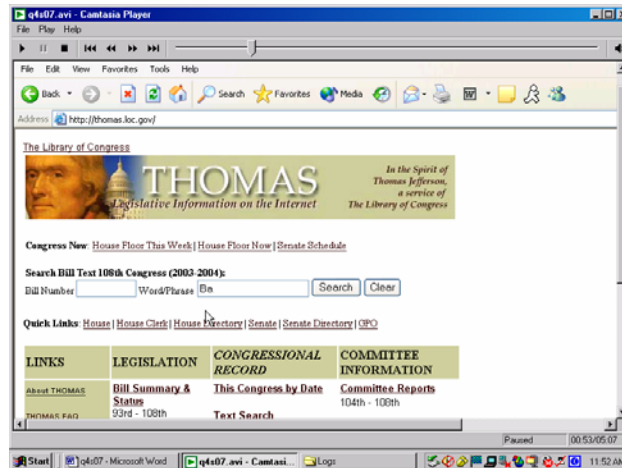 q4s07.avi - Camtasia Player
File Play Help
File Edit View Favorites Tools Help
Back Search Favorites Media
Address http://thomas.loc.gov/
The Library of Congress
THOMAS
Legislative Information on the Internet
In the Spirit of
Thomas Jefferson,
a service of
The Library of Congress
Congress Now: House Floor This Week | House Floor Now | Senate Schedule
Search Bill Text 108th Congress (2003-2004):
Bill Number Word/Phrase Ba Search Clear
Quick Links: House | House Clerk | House Directory | Senate | Senate Directory | GPO
LINKS LEGISLATION CONGRESSIONAL RECORD COMMITTEE INFORMATION
About THOMAS Bill Summary & Status This Congress by Date Committee Reports
93rd - 108th 104th - 108th
THOMAS FAQ Text Search
Paused 00:53/05:07
Start q4s07 - Microsoft Word q4s07.avi - Camtasi... Logs 11:52 AM